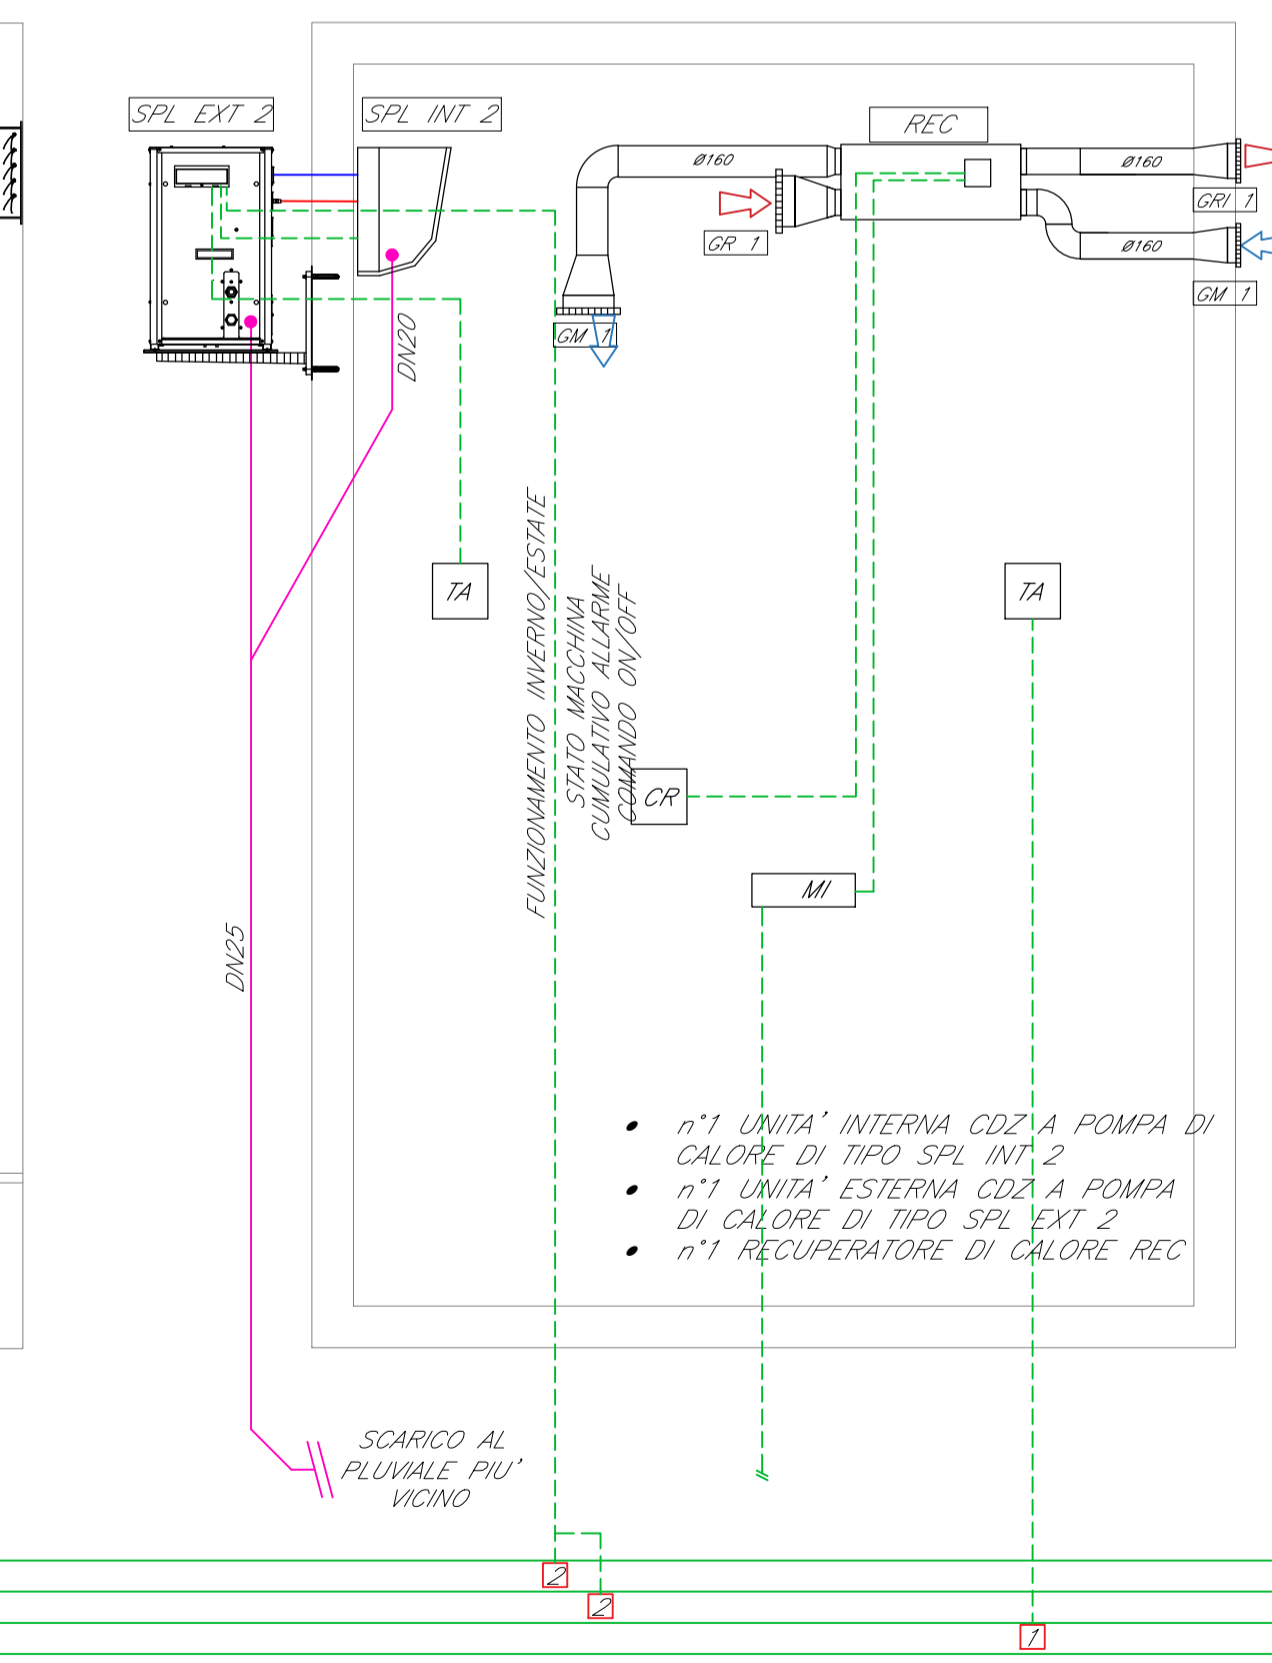 SPL EXT 2
SPL INT 2
REC
Ø160
Ø160
GRI 1
GR 1
Ø160
GM 1
GM 1
DN20
TA
TA
FUNZIONAMENTO INVERNO/ESTATE
STATO MACCHINA
CUMULATIVO ALLARME
COMANDO ON/OFF
CR
MI
DN25
• n°1 UNITA' INTERNA CDZ A POMPA DI
CALORE DI TIPO SPL INT 2
• n°1 UNITA' ESTERNA CDZ A POMPA
DI CALORE DI TIPO SPL EXT 2
• n°1 RECUPERATORE DI CALORE REC
SCARICO AL
PLUVIALE PIU'
VICINO
2
2
1